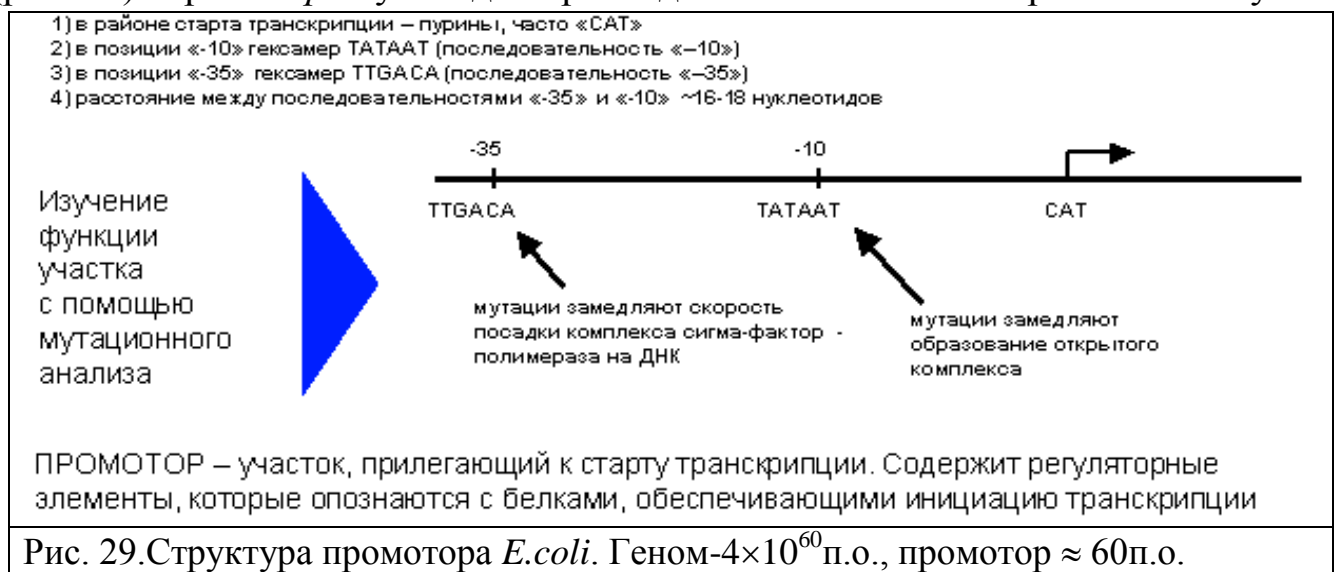 1) в районе старта транскрипции – пурины, часто «САТ»
2) в позиции «-10» гексамер ТАТААТ (последовательность «–10»)
3) в позиции «-35» гексамер TTGACA (последовательность «–35»)
4) расстояние между последовательностями «-35» и «-10» ~16-18 нуклеотидов
-35
-10
TTGACA
TATAAT
CAT
Изучение
функции
участка
с помощью
мутационного
анализа
мутации замедляют скорость
посадки комплекса сигма-фактор -
полимераза на ДНК
мутации замедляют
образование открытого
комплекса
ПРОМОТОР – участок, прилегающий к старту транскрипции. Содержит регуляторные
элементы, которые опознаются с белками, обеспечивающими инициацию транскрипции
Рис. 29.Структура промотора E.coli. Геном-4×10⁶⁰п.о., промотор ≈ 60п.о.